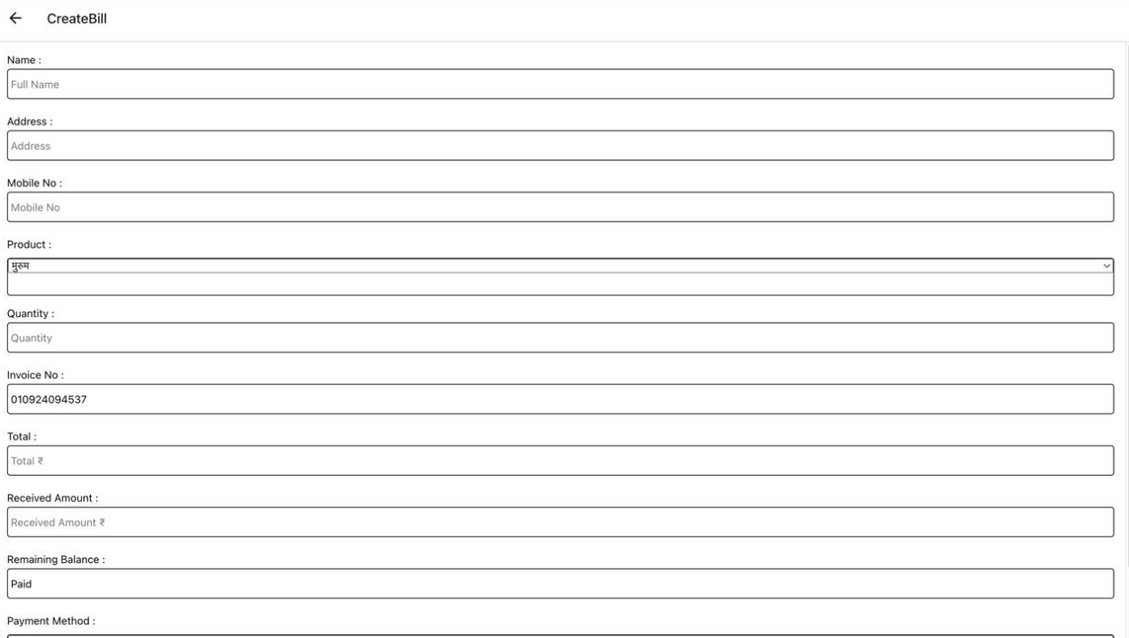 CreateBill
Name :
Full Name
Address :
Address
Mobile No :
Mobile No
Product :
मुरुम
Quantity :
Quantity
Invoice No :
010924094537
Total :
Total ₹
Received Amount :
Received Amount ₹
Remaining Balance :
Paid
Payment Method :